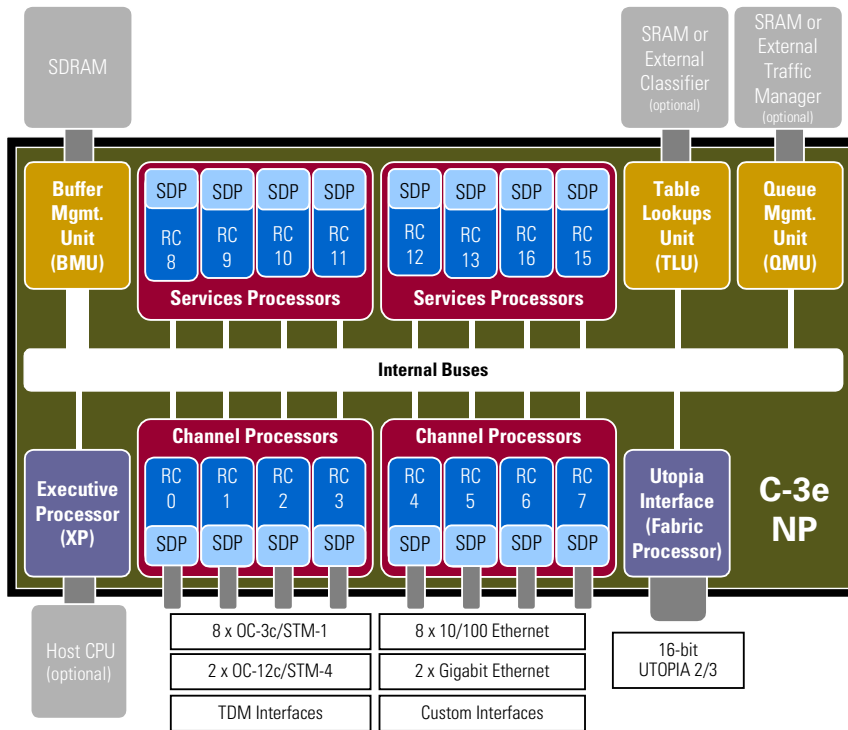 SDRAM
SRAM or
External
Classifier
(optional)
SRAM or
External
Traffic
Manager
(optional)
Buffer
Mgmt.
Unit
(BMU)
SDP
SDP
SDP
SDP
RC
8
RC
9
RC
10
RC
11
Services Processors
SDP
SDP
SDP
SDP
RC
12
RC
13
RC
16
RC
15
Services Processors
Table
Lookups
Unit
(TLU)
Queue
Mgmt.
Unit
(QMU)
Internal Buses
Executive
Processor
(XP)
Channel Processors
RC
0
RC
1
RC
2
RC
3
SDP
SDP
SDP
SDP
Channel Processors
RC
4
RC
5
RC
6
RC
7
SDP
SDP
SDP
SDP
Utopia
Interface
(Fabric
Processor)
C-3e
NP
Host CPU
(optional)
8 x OC-3c/STM-1
2 x OC-12c/STM-4
TDM Interfaces
8 x 10/100 Ethernet
2 x Gigabit Ethernet
Custom Interfaces
16-bit
UTOPIA 2/3